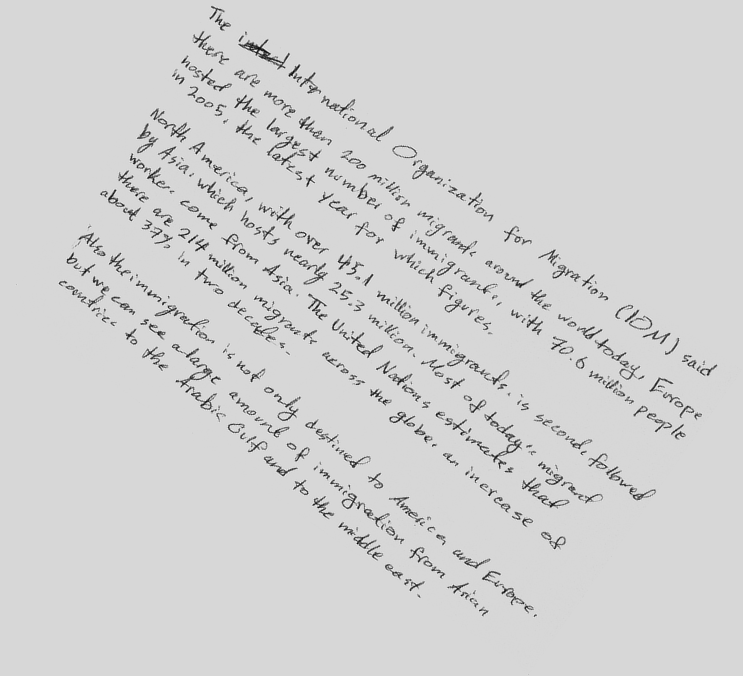 The International Organization for Migration (IOM) said
there are more than 200 million migrants around the world today, Europe
hosted the largest number of immigrants, with 70.6 million people
in 2005, the latest year for which figures.
North America, with over 45.1 million immigrants, is second, followed
by Asia, which hosts nearly 25.3 million. Most of today's migrant
workers come from Asia. The United Nations estimates that
there are 214 million migrants across the globe, an increase of
about 37% in two decades.
Also the immigration is not only destined to America and Europe,
but we can see a large amount of immigration from Asian
countries to the Arabic Gulf and to the middle east.